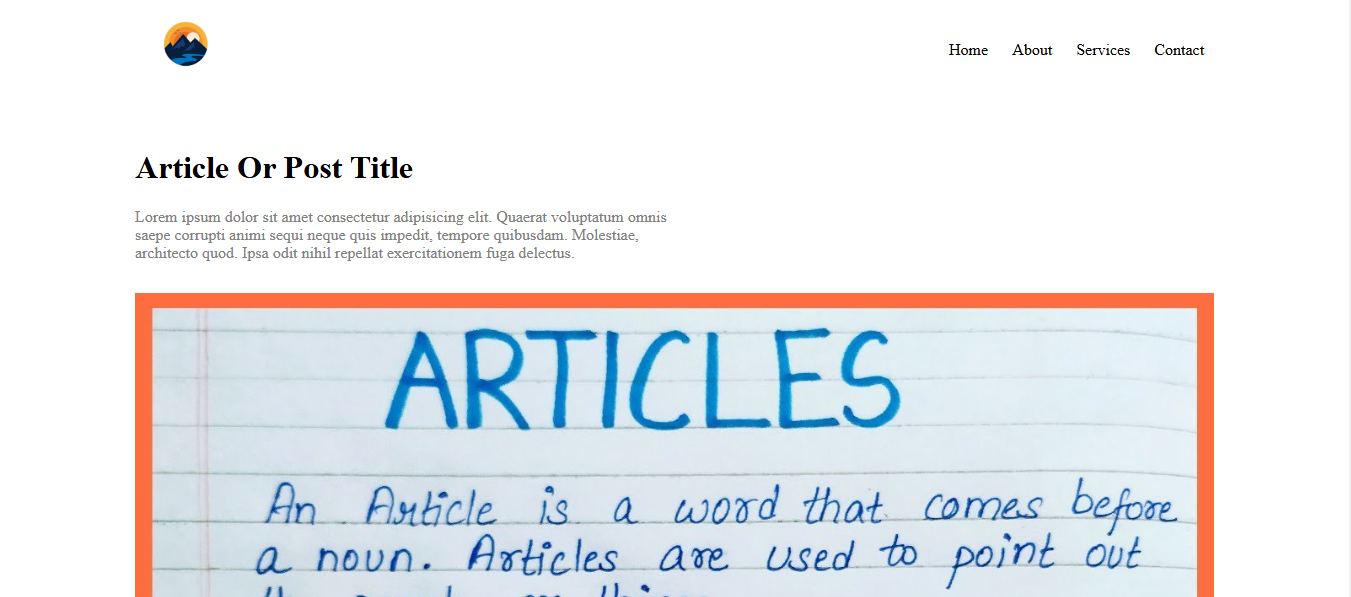 Home About Services Contact
Article Or Post Title
Lorem ipsum dolor sit amet consectetur adipisicing elit. Quaerat voluptatum omnis
saepe corrupti animi sequi neque quis impedit, tempore quibusdam. Molestiae,
architecto quod. Ipsa odit nihil repellat exercitationem fuga delectus.
ARTICLES
An Article is a word that comes before
a noun. Articles are used to point out